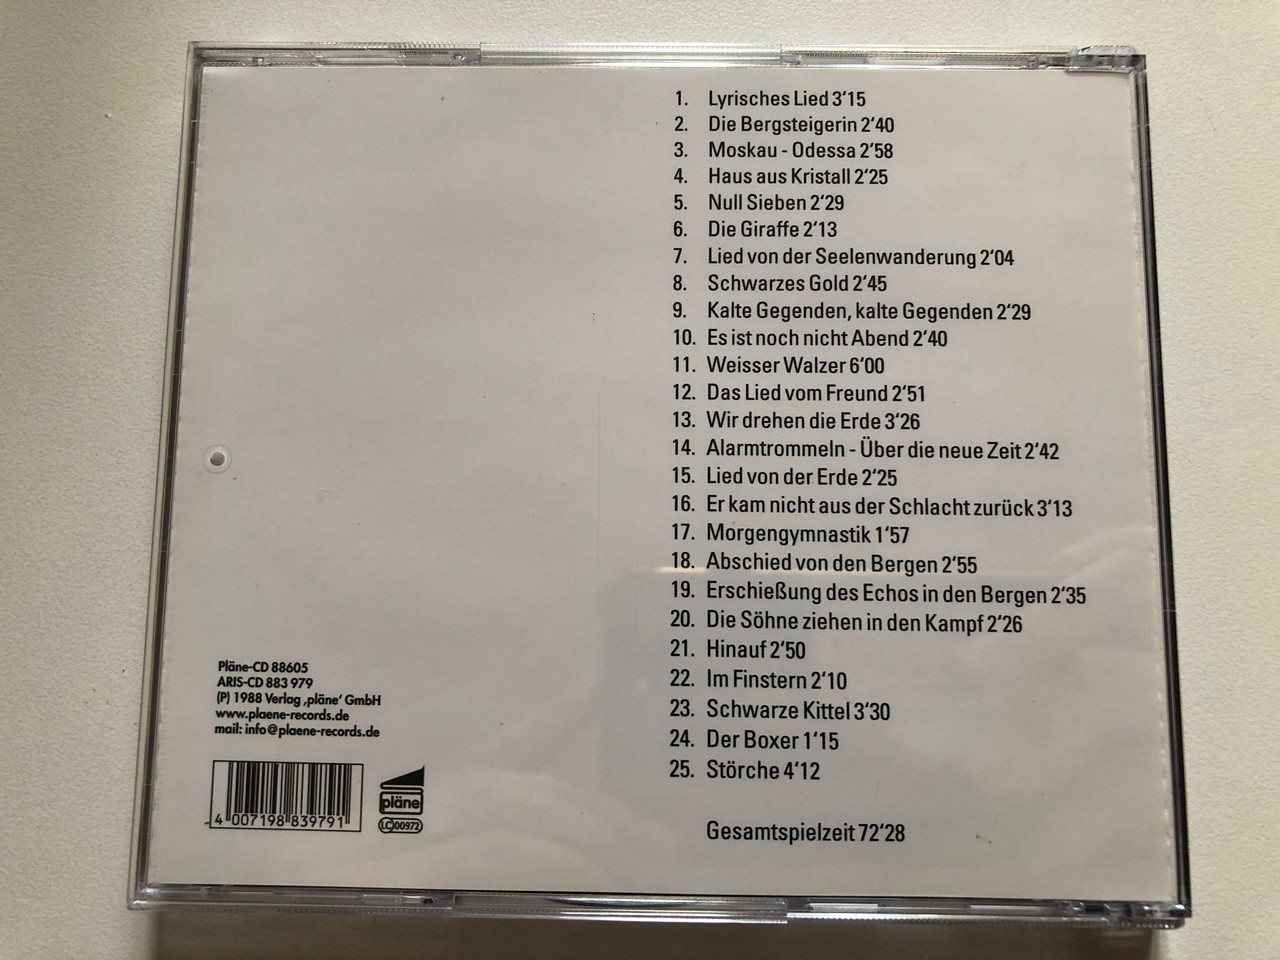 1. Lyrisches Lied 3'15
2. Die Bergsteigerin 2'40
3. Moskau - Odessa 2'58
4. Haus aus Kristall 2'25
5. Null Sieben 2'29
6. Die Giraffe 2'13
7. Lied von der Seelenwanderung 2'04
8. Schwarzes Gold 2'45
9. Kalte Gegenden, kalte Gegenden 2'29
10. Es ist noch nicht Abend 2'40
11. Weisser Walzer 6'00
12. Das Lied vom Freund 2'51
13. Wir drehen die Erde 3'26
14. Alarmtrommeln - Über die neue Zeit 2'42
15. Lied von der Erde 2'25
16. Er kam nicht aus der Schlacht zurück 3'13
17. Morgengymnastik 1'57
18. Abschied von den Bergen 2'55
19. Erschießung des Echos in den Bergen 2'35
20. Die Söhne ziehen in den Kampf 2'26
21. Hinauf 2'50
22. Im Finstern 2'10
23. Schwarze Kittel 3'30
24. Der Boxer 1'15
25. Störche 4'12
Gesamtspielzeit 72'28
Pläne-CD 88605
ARIS-CD 883 979
(P) 1988 Verlag ‚pläne' GmbH
www.plaene-records.de
mail: info@plaene-records.de
4 007198 839791
pläne
LC 00972